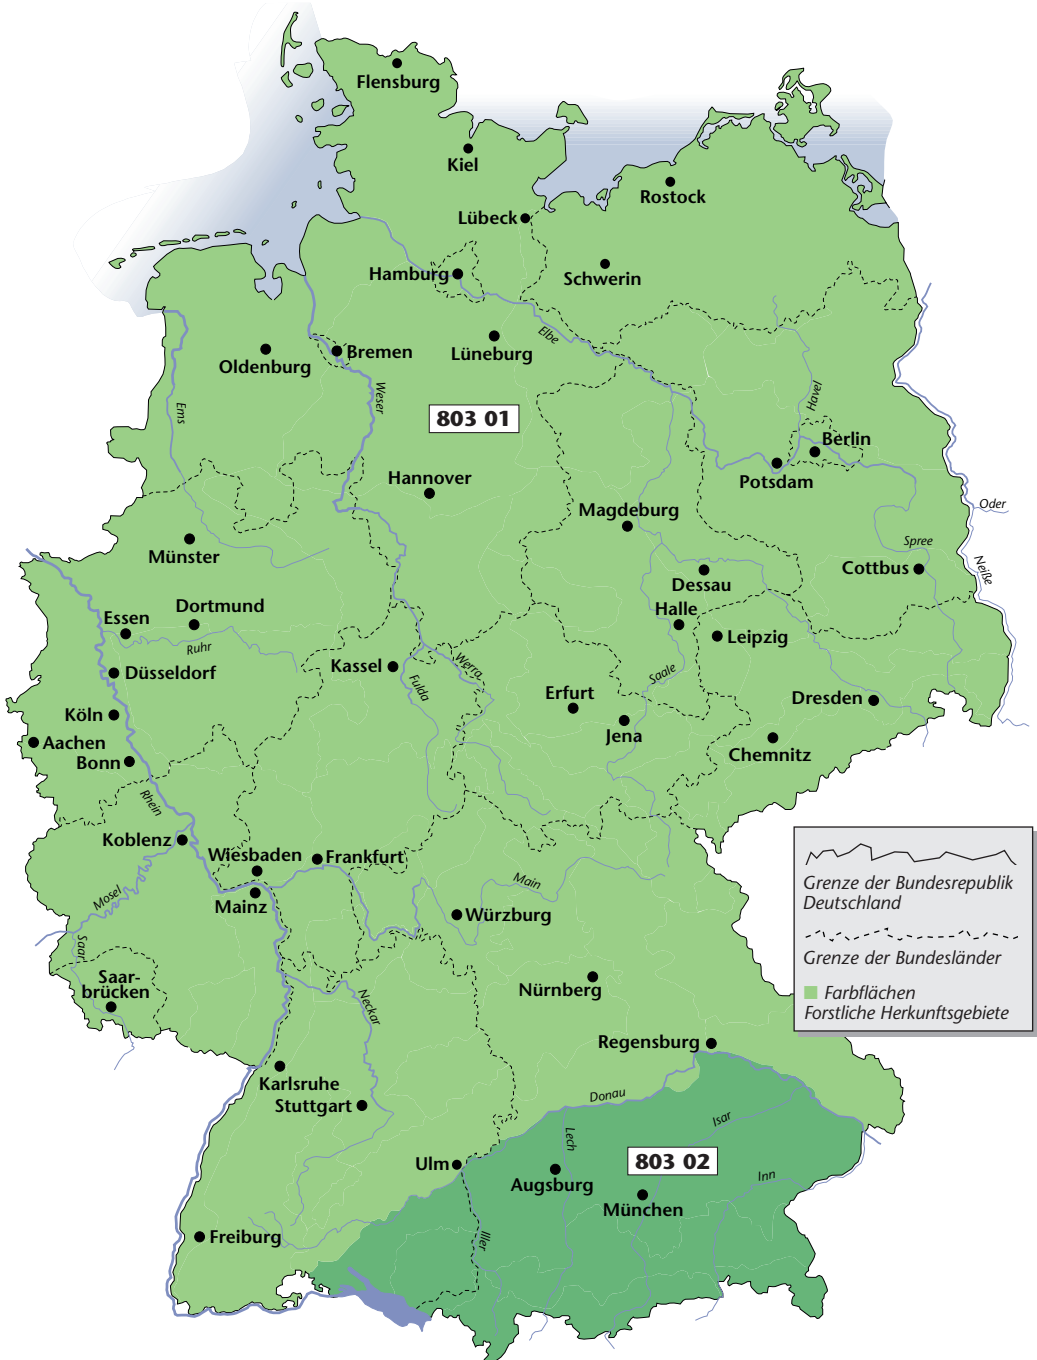 Flensburg
Kiel
Rostock
Lübeck
Hamburg
Schwerin
Elbe
Lüneburg
Bremen
Oldenburg
Weser
Ems
Havel
803 01
Berlin
Potsdam
Hannover
Magdeburg
Oder
Spree
Neiße
Cottbus
Münster
Dessau
Halle
Dortmund
Essen
Ruhr
Leipzig
Düsseldorf
Kassel
Werra
Fulda
Saale
Erfurt
Dresden
Köln
Jena
Aachen
Bonn
Chemnitz
Rhein
Koblenz
Wiesbaden
Frankfurt
Mosel
Mainz
Main
Würzburg
Saar
Saar-
brücken
Neckar
Nürnberg
Grenze der Bundesrepublik
Deutschland
Grenze der Bundesländer
Farbflächen
Forstliche Herkunftsgebiete
Regensburg
Karlsruhe
Stuttgart
Donau
Isar
Lech
803 02
Ulm
Augsburg
München
Inn
Freiburg
Iller